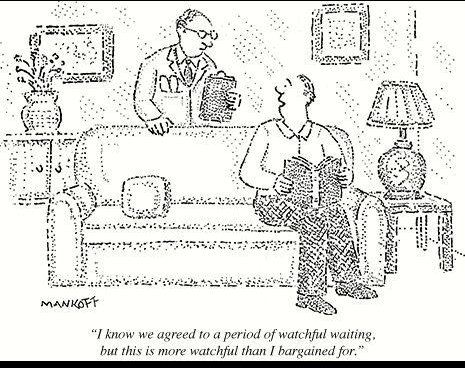 MANKOFF
“I know we agreed to a period of watchful waiting,
but this is more watchful than I bargained for.”